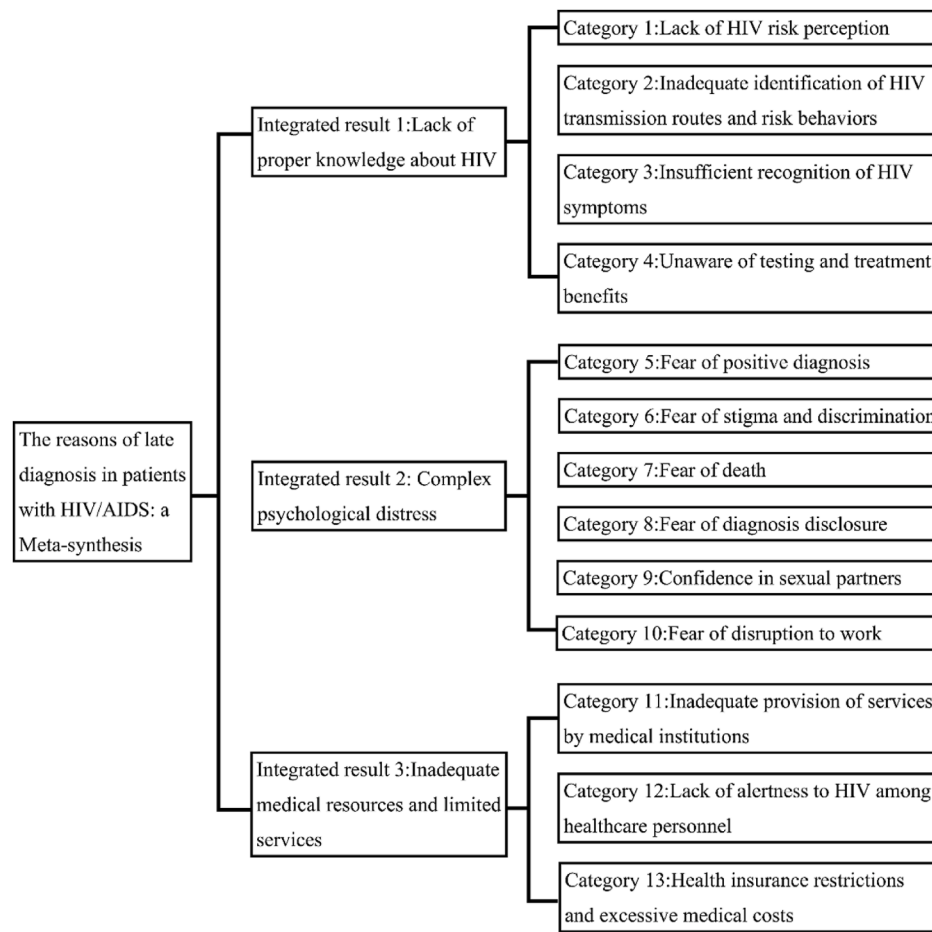 Category 1:Lack of HIV risk perception
Category 2:Inadequate identification of HIV
transmission routes and risk behaviors
Integrated result 1:Lack of
proper knowledge about HIV
Category 3:Insufficient recognition of HIV
symptoms
Category 4:Unaware of testing and treatment
benefits
Category 5:Fear of positive diagnosis
Category 6:Fear of stigma and discrimination
The reasons of late
diagnosis in patients
with HIV/AIDS: a
Meta-synthesis
Integrated result 2: Complex
psychological distress
Category 7:Fear of death
Category 8:Fear of diagnosis disclosure
Category 9:Confidence in sexual partners
Category 10:Fear of disruption to work
Category 11:Inadequate provision of services
by medical institutions
Integrated result 3:Inadequate
medical resources and limited
services
Category 12:Lack of alertness to HIV among
healthcare personnel
Category 13:Health insurance restrictions
and excessive medical costs